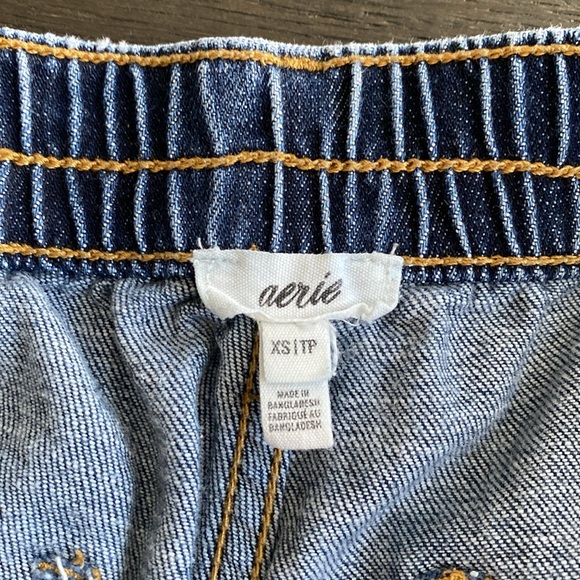 aerie
XS | TP
MADE IN
BANGLADESH
FABRIQUÉ AU
BANGLADESH